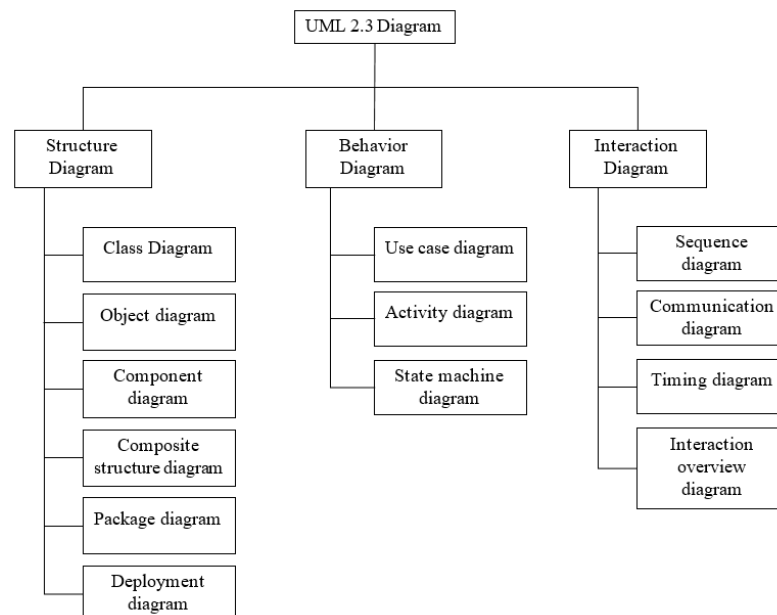 UML 2.3 Diagram
Structure
Diagram
Behavior
Diagram
Interaction
Diagram
Class Diagram
Object diagram
Component
diagram
Composite
structure diagram
Package diagram
Deployment
diagram
Use case diagram
Activity diagram
State machine
diagram
Sequence
diagram
Communication
diagram
Timing diagram
Interaction
overview
diagram